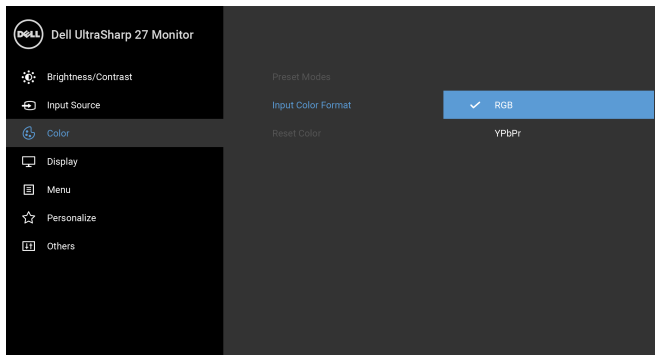 DELL Dell UltraSharp 27 Monitor
Brightness/Contrast
Input Source
Color
Display
Menu
Personalize
Others
Preset Modes
Input Color Format
Reset Color
RGB
YPbPr